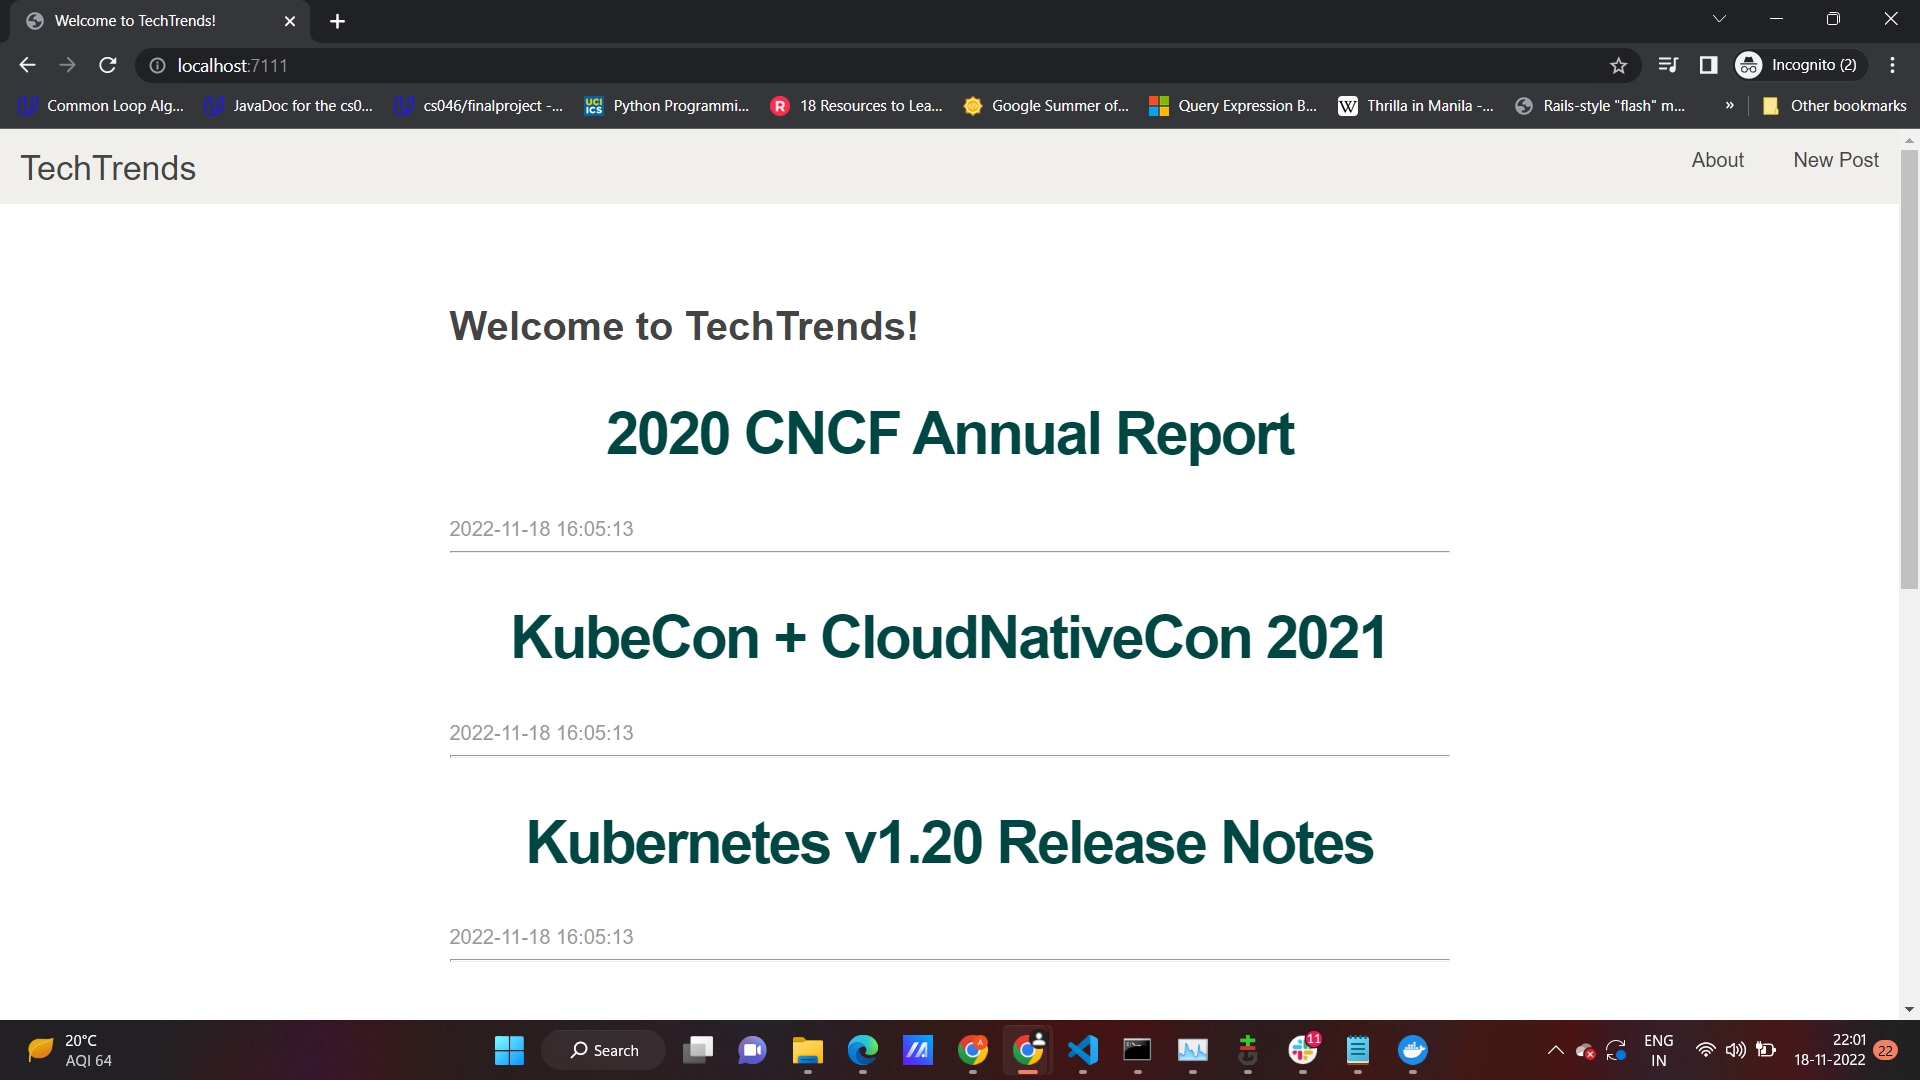 Welcome to TechTrends!
localhost:7111
Incognito (2)
Common Loop Alg...
JavaDoc for the cs0...
cs046/finalproject -...
UCI ICS
Python Programmi...
R
18 Resources to Lea...
Google Summer of...
Query Expression B...
W
Thrilla in Manila -...
Rails-style "flash" m...
»
Other bookmarks
TechTrends
About
New Post
Welcome to TechTrends!
2020 CNCF Annual Report
2022-11-18 16:05:13
KubeCon + CloudNativeCon 2021
2022-11-18 16:05:13
Kubernetes v1.20 Release Notes
2022-11-18 16:05:13
20°C
AQI 64
Search
A
11
ENG
IN
22:01
18-11-2022
22